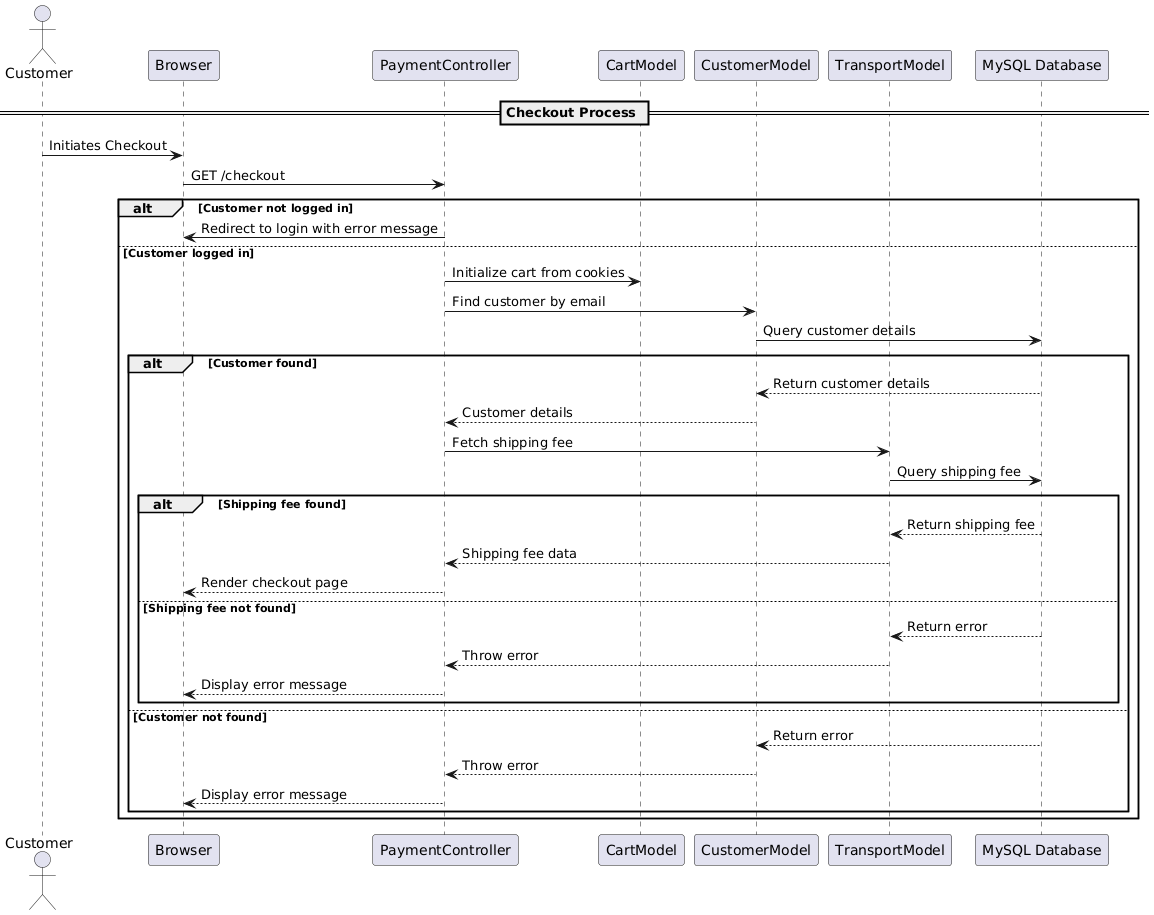 Customer
Browser
PaymentController
CartModel
CustomerModel
TransportModel
MySQL Database
Checkout Process
Initiates Checkout
GET /checkout
alt
[Customer not logged in]
Redirect to login with error message
[Customer logged in]
Initialize cart from cookies
Find customer by email
Query customer details
alt
[Customer found]
Return customer details
Customer details
Fetch shipping fee
Query shipping fee
alt
[Shipping fee found]
Return shipping fee
Shipping fee data
Render checkout page
[Shipping fee not found]
Return error
Throw error
Display error message
[Customer not found]
Return error
Throw error
Display error message
Customer
Browser
PaymentController
CartModel
CustomerModel
TransportModel
MySQL Database